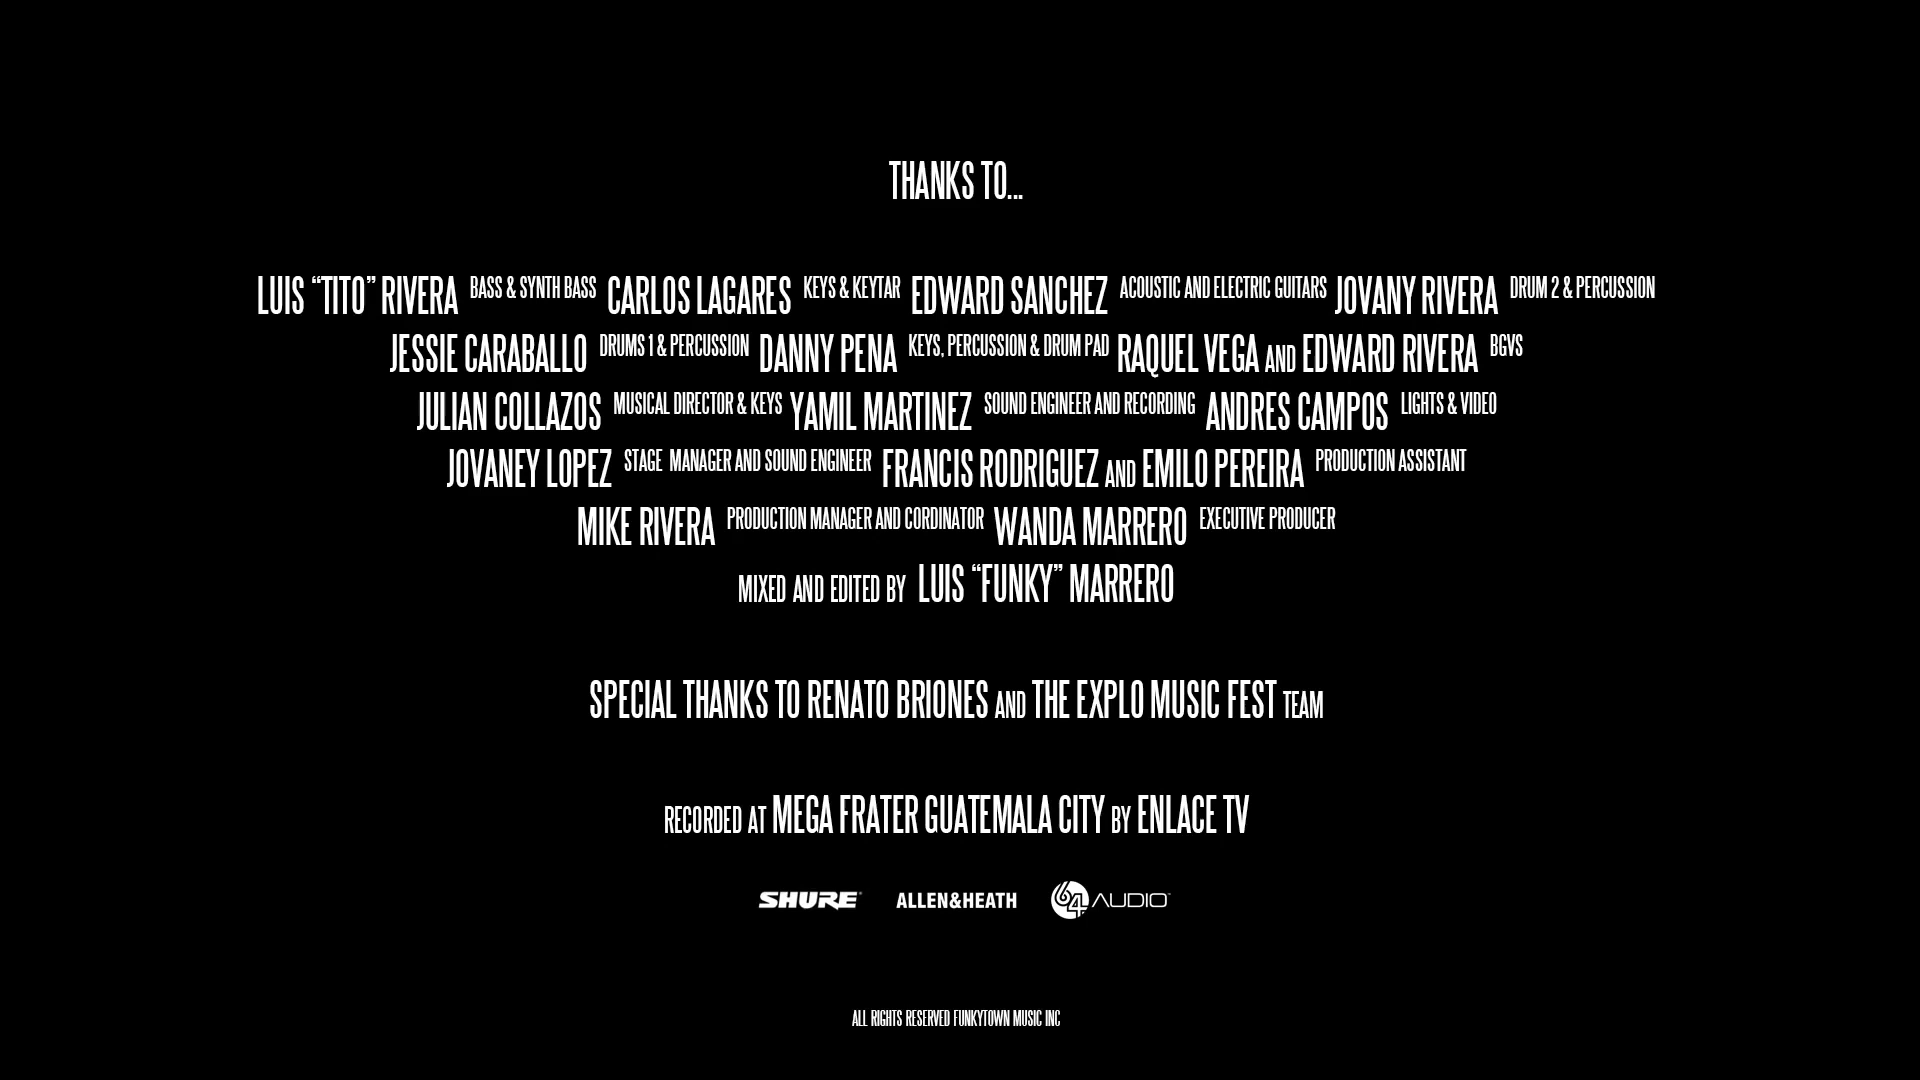 THANKS TO...
LUIS “TITO” RIVERA BASS & SYNTH BASS CARLOS LAGARES KEYS & KEYTAR EDWARD SANCHEZ ACOUSTIC AND ELECTRIC GUITARS JOVANY RIVERA DRUM 2 & PERCUSSION
JESSIE CARABALLO DRUMS 1 & PERCUSSION DANNY PENA KEYS, PERCUSSION & DRUM PAD RAQUEL VEGA AND EDWARD RIVERA BGVS
JULIAN COLLAZOS MUSICAL DIRECTOR & KEYS YAMIL MARTINEZ SOUND ENGINEER AND RECORDING ANDRES CAMPOS LIGHTS & VIDEO
JOVANEY LOPEZ STAGE MANAGER AND SOUND ENGINEER FRANCIS RODRIGUEZ AND EMILO PEREIRA PRODUCTION ASSISTANT
MIKE RIVERA PRODUCTION MANAGER AND CORDINATOR WANDA MARRERO EXECUTIVE PRODUCER
MIXED AND EDITED BY LUIS “FUNKY” MARRERO
SPECIAL THANKS TO RENATO BRIONES AND THE EXPLO MUSIC FEST TEAM
RECORDED AT MEGA FRATER GUATEMALA CITY BY ENLACE TV
SHURE ALLEN&HEATH 64 AUDIO
ALL RIGHTS RESERVED FUNKYTOWN MUSIC INC